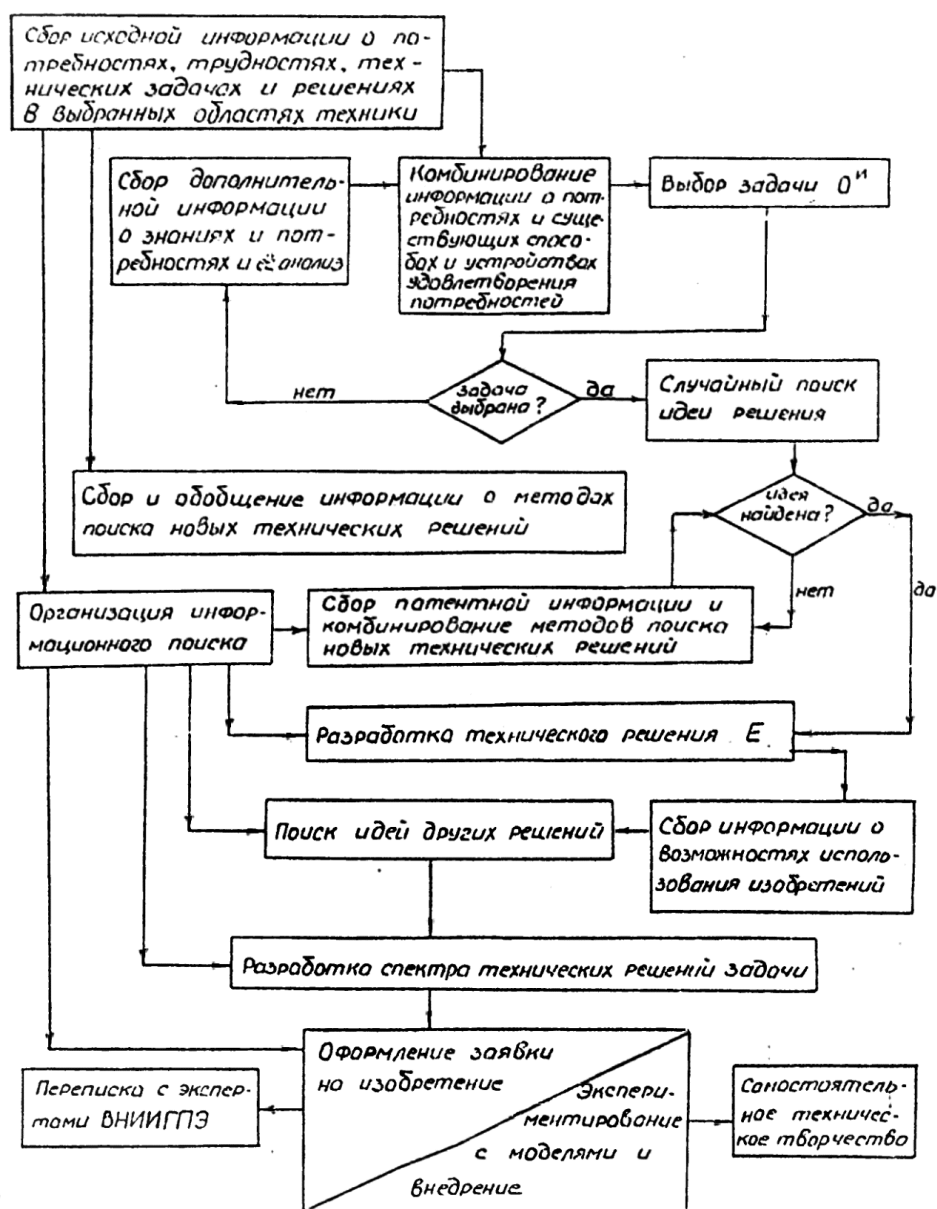 Сбор исходной информации о по-
требностях, трудностях, тех-
нических задачах и решениях
в выбранных областях техники
Сбор дополнитель-
ной информации
о знаниях и пот-
ребностях и её анализ
Комбинирование
информации о пот-
ребностях и суще-
ствующих спосо-
бах и устройствах
удовлетворения
потребностей
Выбор задачи Oᴻ
нет
задача
выбрана?
да
Случайный поиск
идеи решения
Сбор и обобщение информации о методах
поиска новых технических решений
идея
найдена?
да
нет
да
Организация инфор-
мационного поиска
Сбор патентной информации и
комбинирование методов поиска
новых технических решений
Разработка технического решения E
Поиск идей других решений
Сбор информации о
возможностях исполь-
зования изобретений
Разработка спектра технических решений задачи
Оформление заявки
на изобретение
Экспери-
ментирование
с моделями и
внедрение
Переписка с экспер-
тами ВНИИГПЭ
Самостоятель-
ное техничес-
кое творчество